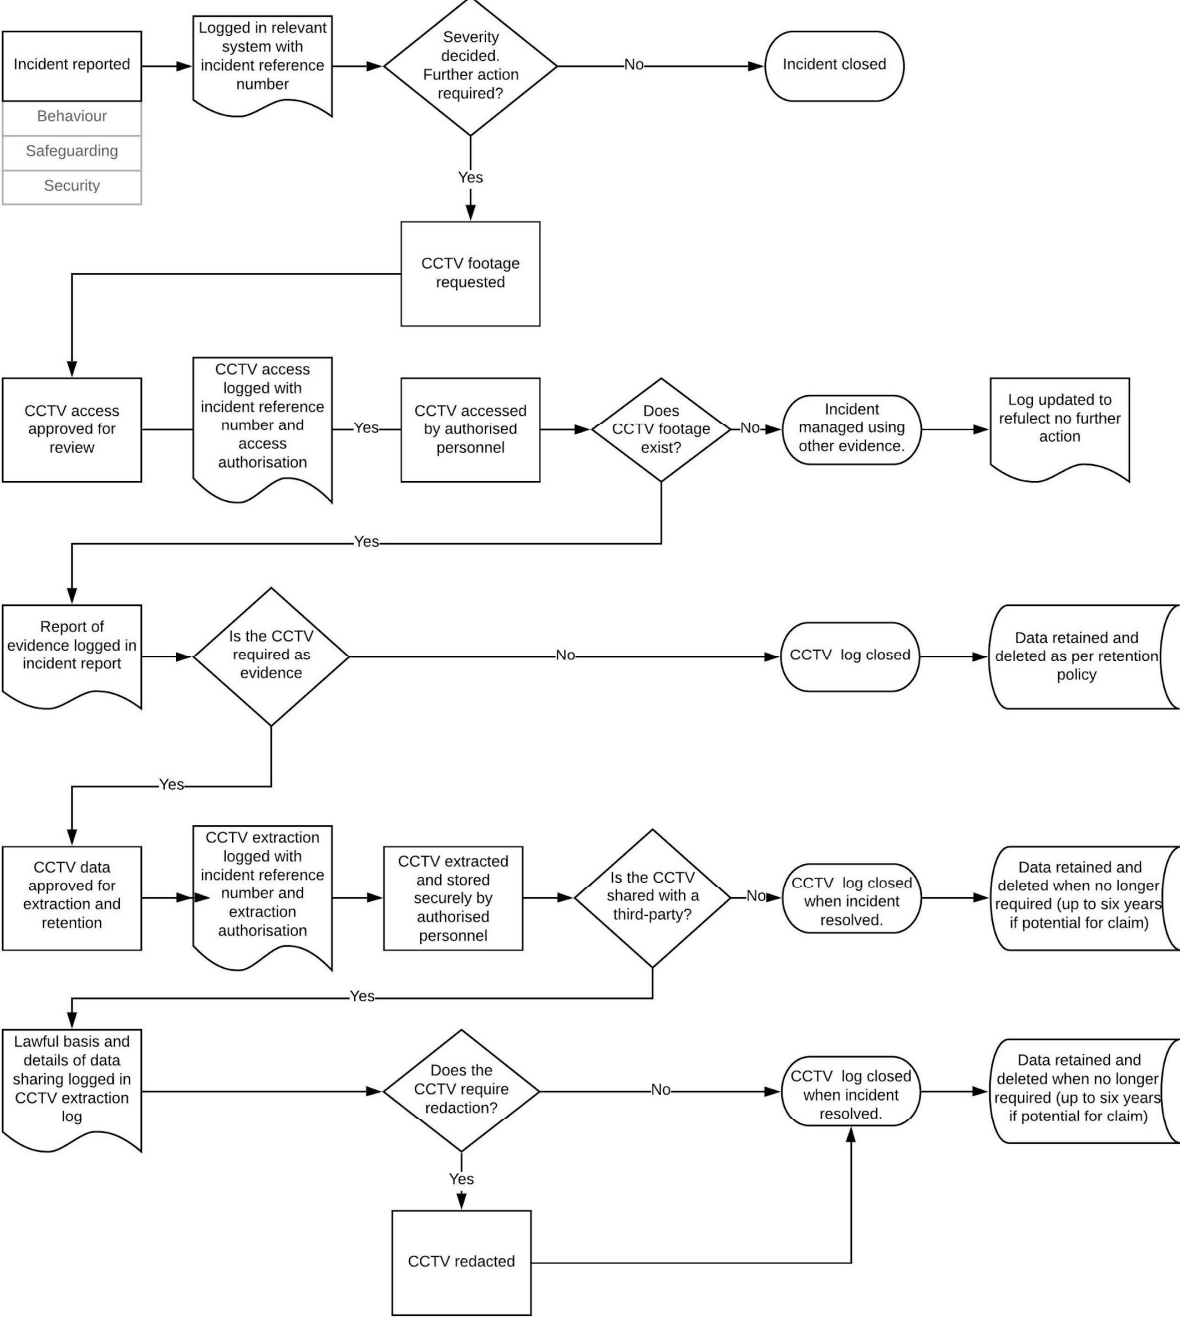 Incident reported
Behaviour
Safeguarding
Security
Logged in relevant
system with
incident reference
number
Severity
decided.
Further action
required?
No
Incident closed
Yes
CCTV footage
requested
CCTV access
approved for
review
CCTV access
logged with
incident reference
number and
access
authorisation
Yes
CCTV accessed
by authorised
personnel
Does
CCTV footage
exist?
No
Incident
managed using
other evidence.
Log updated to
refulect no further
action
Yes
Report of
evidence logged in
incident report
Is the CCTV
required as
evidence
No
CCTV log closed
Data retained and
deleted as per retention
policy
Yes
CCTV data
approved for
extraction and
retention
CCTV extraction
logged with
incident reference
number and
extraction
authorisation
CCTV extracted
and stored
securely by
authorised
personnel
Is the CCTV
shared with a
third-party?
No
CCTV log closed
when incident
resolved.
Data retained and
deleted when no longer
required (up to six years
if potential for claim)
Yes
Lawful basis and
details of data
sharing logged in
CCTV extraction
log
Does the
CCTV require
redaction?
No
CCTV log closed
when incident
resolved.
Data retained and
deleted when no longer
required (up to six years
if potential for claim)
Yes
CCTV redacted